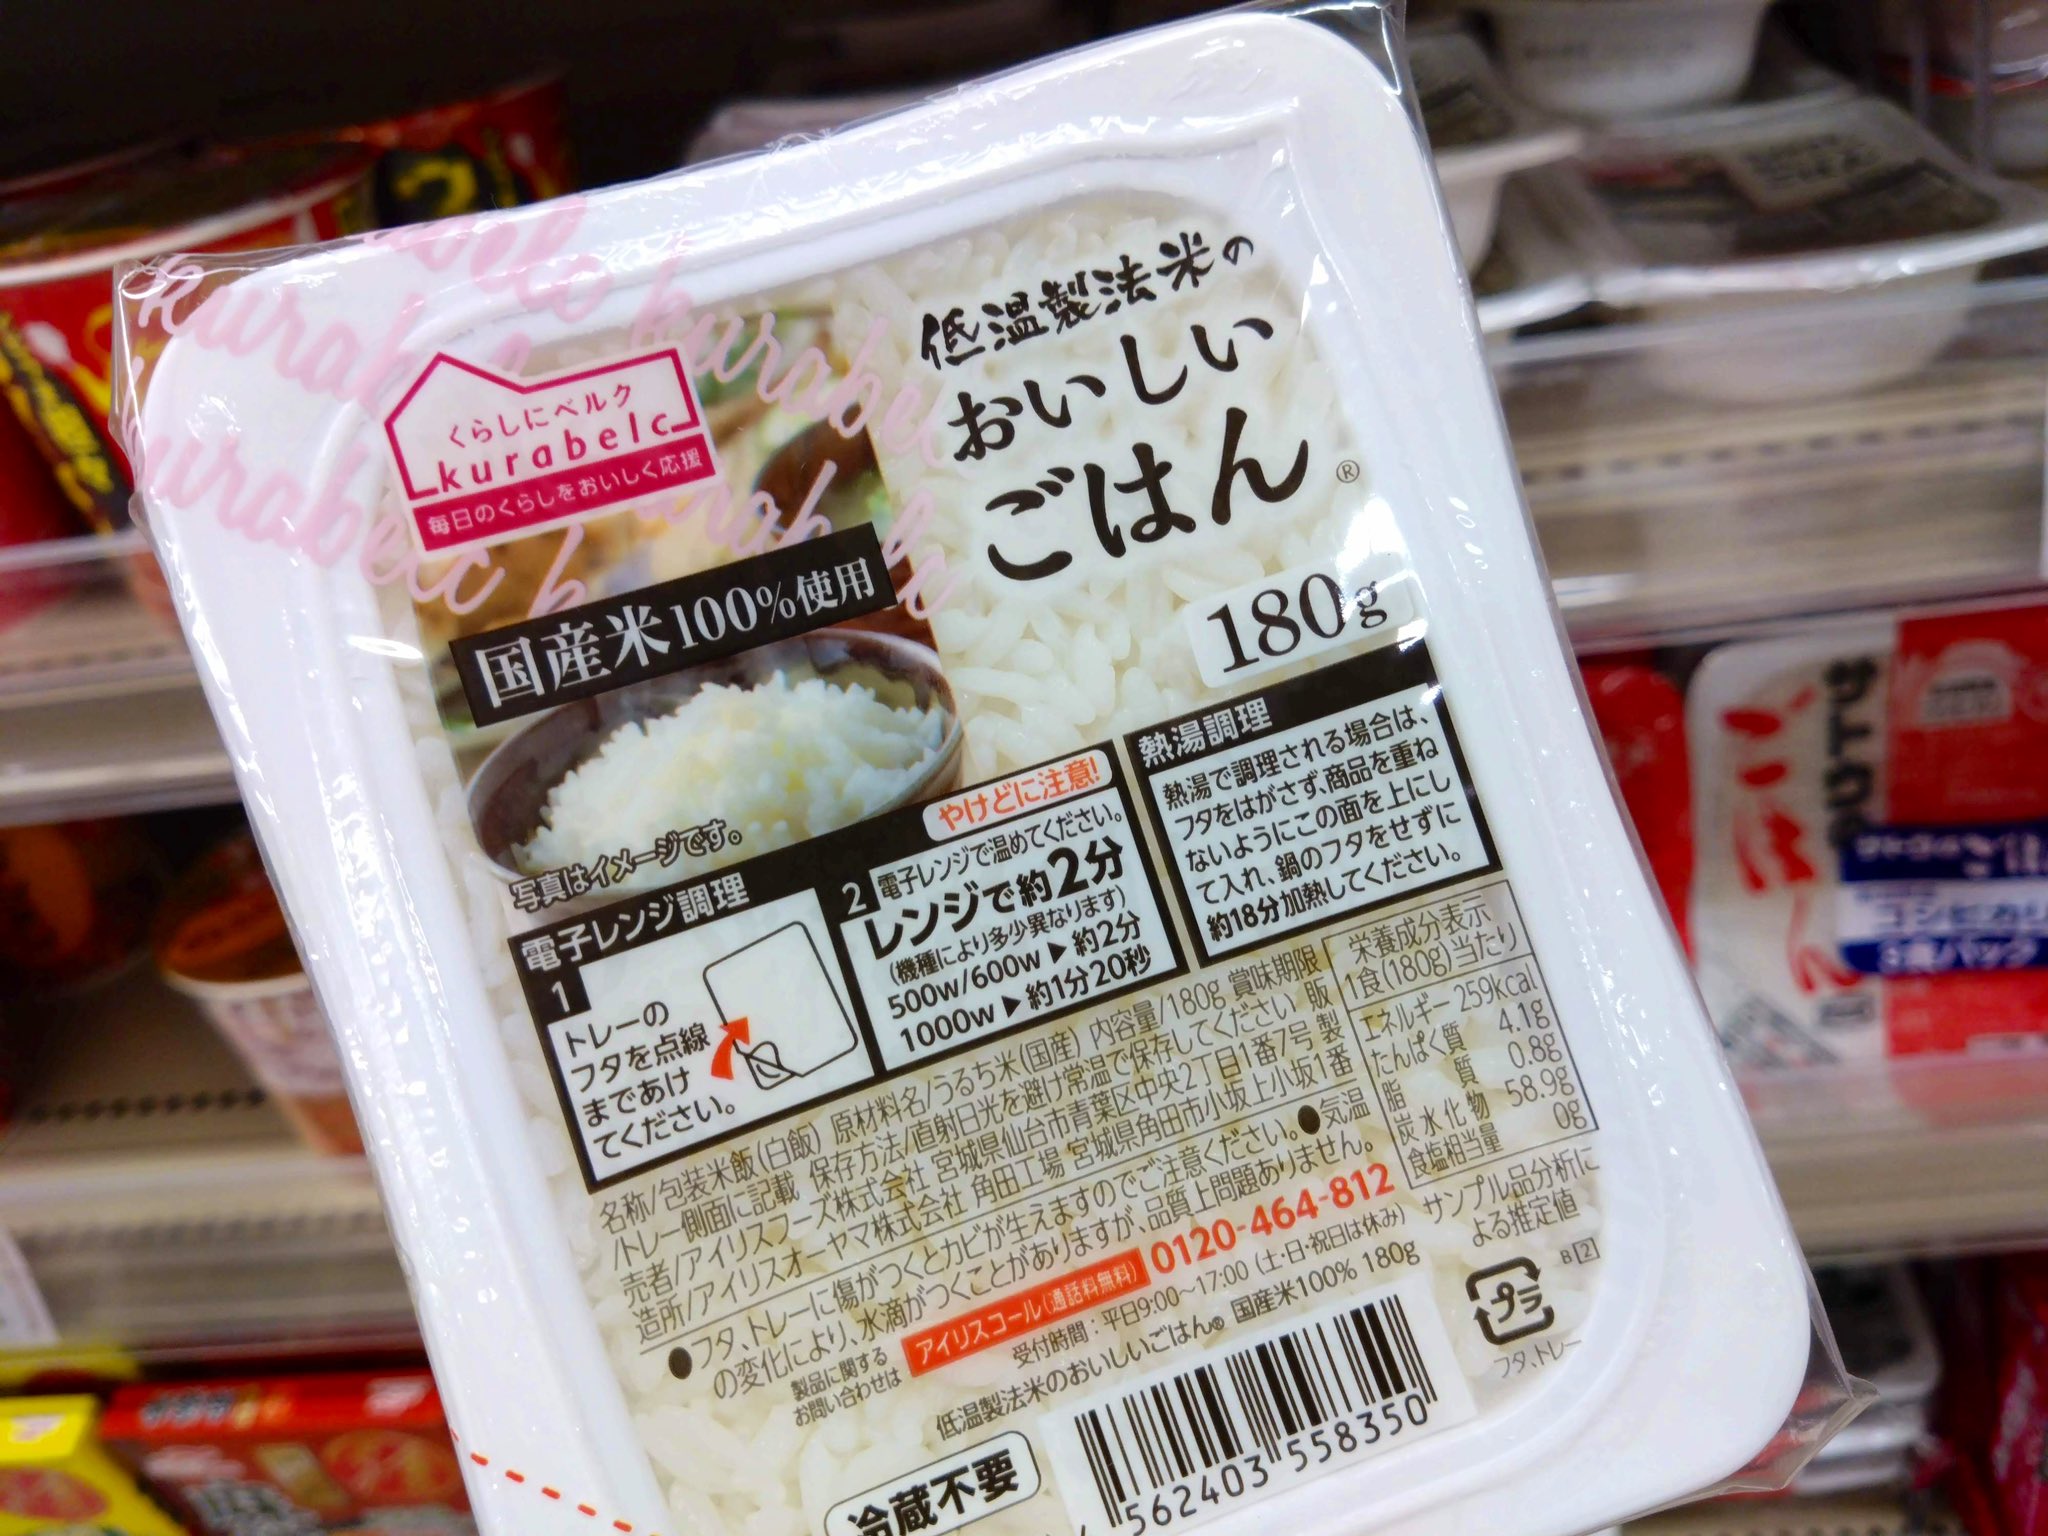 くらしにベルク
kurabelc
毎日のくらしをおいしく応援
低温製法米の
おいしい
ごはん®
180g
国産米100%使用
写真はイメージです。
電子レンジ調理
1
トレーの
フタを点線
まであけ
てください。
やけどに注意!
2 電子レンジで温めてください。
レンジで約2分
(機種により多少異なります)
500w/600w▶約2分
1000w▶約1分20秒
熱湯調理
熱湯で調理される場合は、
フタをはがさず、商品を重ね
ないようにこの面を上にし
て入れ、鍋のフタをせずに
約18分加熱してください。
名称/包装米飯(白飯) 原材料名/うるち米(国産) 内容量/180g 賞味期限
/トレー側面に記載 保存方法/直射日光を避け常温で保存してください 販
売者/アイリスフーズ株式会社 宮城県仙台市青葉区中央2丁目1番7号 製
造所/アイリスオーヤマ株式会社 角田工場 宮城県角田市小坂上小坂1番
栄養成分表示
1食(180g)当たり
エネルギー 259kcal
たんぱく質 4.1g
脂質 0.8g
炭水化物 58.9g
食塩相当量 0g
サンプル品分析に
よる推定値
●フタ、トレーに傷がつくとカビが生えますのでご注意ください。●気温
の変化により、水滴がつくことがありますが、品質上問題ありません。
製品に関する
お問い合わせは
アイリスコール(通話料無料) 0120-464-812
受付時間:平日9:00~17:00 (土・日・祝日は休み)
低温製法米のおいしいごはん® 国産米100% 180g
B 2
プラ
フタ、トレー
冷蔵不要
562403 558350
kurabelc
サトウの
ごはん
コシヒカリ